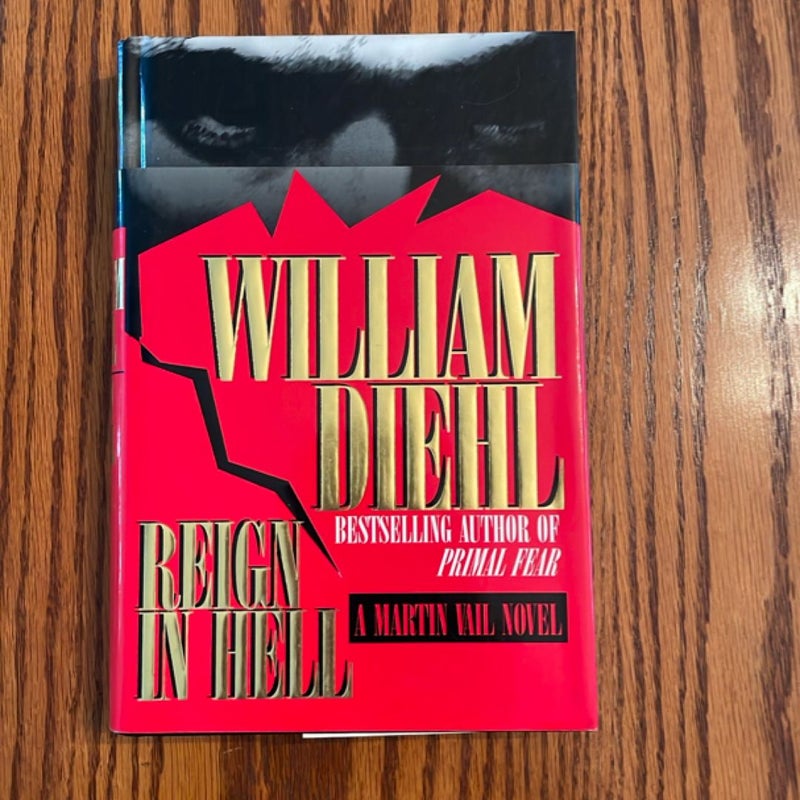 WILLIAM
DIEHL
BESTSELLING AUTHOR OF
PRIMAL FEAR
REIGN
IN HELL
A MARTIN VAIL NOVEL